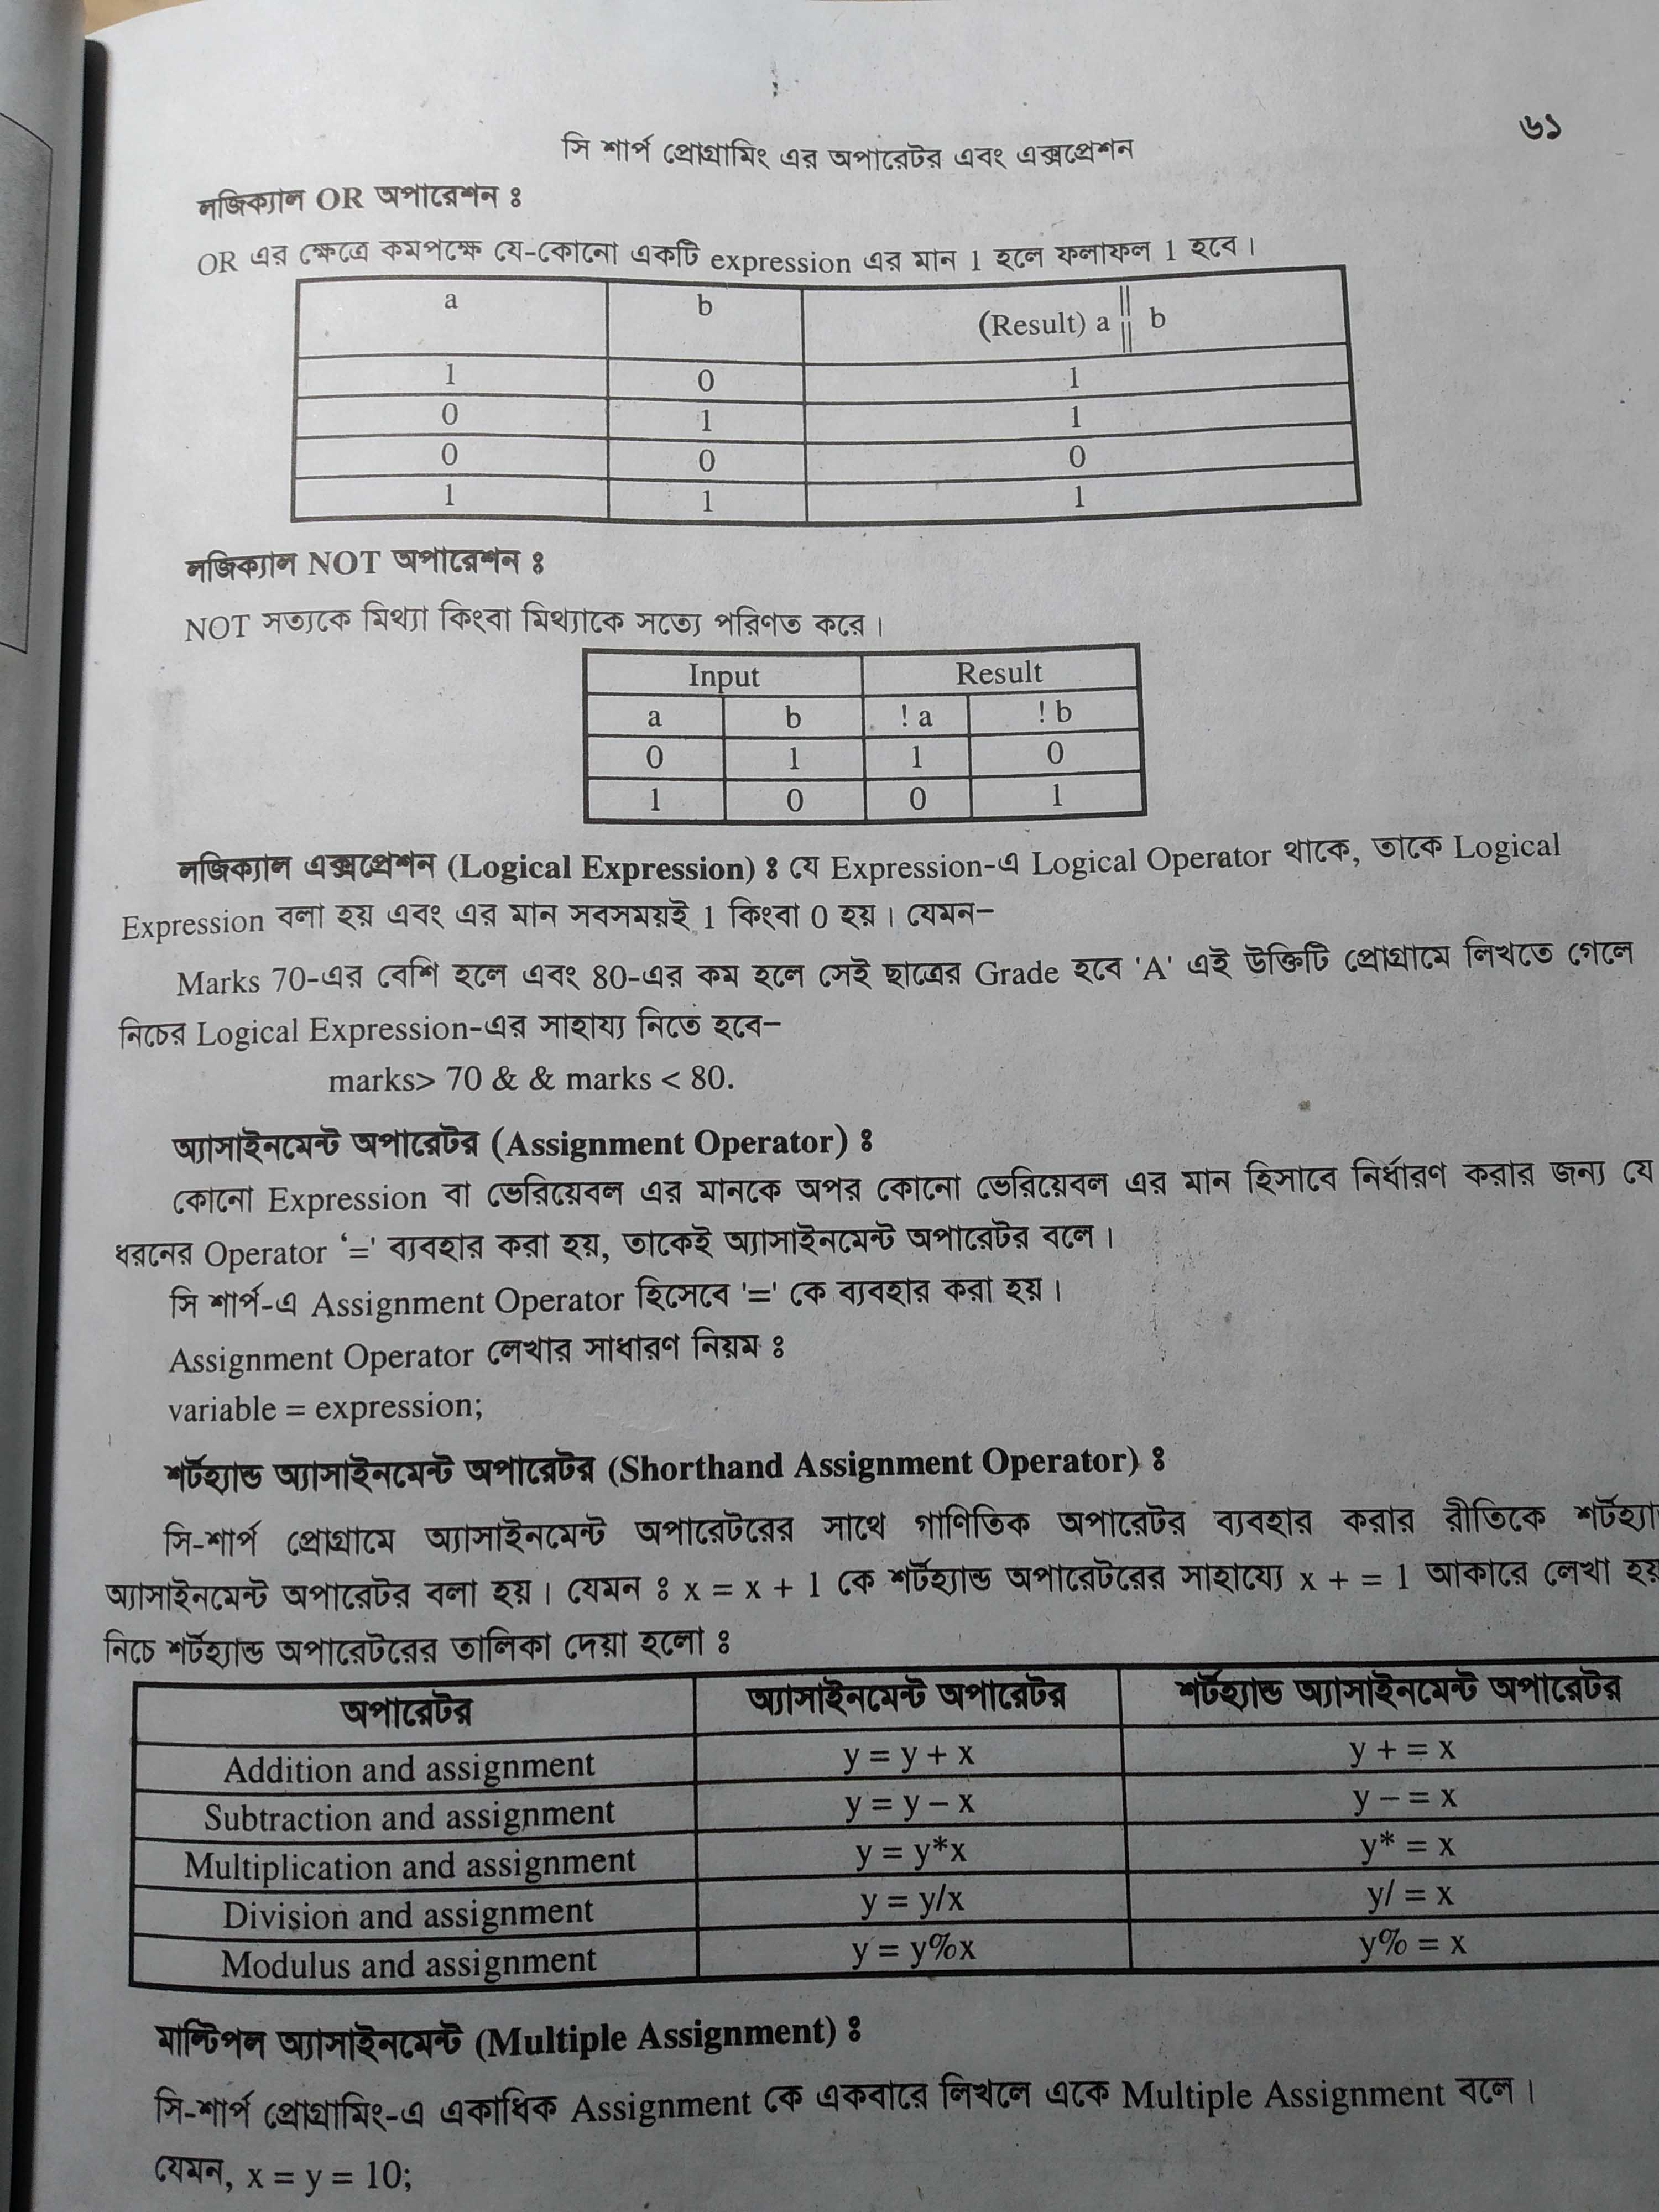 ৬১
সি শার্প প্রোগ্রামিং এর অপারেটর এবং এক্সপ্রেশন
লজিক্যাল OR অপারেশন ঃ
OR এর ক্ষেত্রে কমপক্ষে যে-কোনো একটি expression এর মান 1 হলে ফলাফল 1 হবে।
a b (Result) a || b
1 0 1
0 1 1
0 0 0
1 1 1
লজিক্যাল NOT অপারেশন ঃ
NOT সত্যকে মিথ্যা কিংবা মিথ্যাকে সত্যে পরিণত করে।
Input Result
a b ! a ! b
0 1 1 0
1 0 0 1
লজিক্যাল এক্সপ্রেশন (Logical Expression) ঃ যে Expression-এ Logical Operator থাকে, তাকে Logical
Expression বলা হয় এবং এর মান সবসময়ই 1 কিংবা 0 হয়। যেমন–
Marks 70-এর বেশি হলে এবং 80-এর কম হলে সেই ছাত্রের Grade হবে 'A' এই উক্তিটি প্রোগ্রামে লিখতে গেলে
নিচের Logical Expression-এর সাহায্য নিতে হবে–
marks> 70 & & marks < 80.
অ্যাসাইনমেন্ট অপারেটর (Assignment Operator) ঃ
কোনো Expression বা ভেরিয়েবল এর মানকে অপর কোনো ভেরিয়েবল এর মান হিসাবে নির্ধারণ করার জন্য যে
ধরনের Operator ‘=' ব্যবহার করা হয়, তাকেই অ্যাসাইনমেন্ট অপারেটর বলে।
সি শার্প-এ Assignment Operator হিসেবে '=' কে ব্যবহার করা হয়।
Assignment Operator লেখার সাধারণ নিয়ম ঃ
variable = expression;
শর্টহ্যান্ড অ্যাসাইনমেন্ট অপারেটর (Shorthand Assignment Operator) ঃ
সি-শার্প প্রোগ্রামে অ্যাসাইনমেন্ট অপারেটরের সাথে গাণিতিক অপারেটর ব্যবহার করার রীতিকে শর্টহ্যা
অ্যাসাইনমেন্ট অপারেটর বলা হয়। যেমন ঃ x = x + 1 কে শর্টহ্যান্ড অপারেটরের সাহায্যে x + = 1 আকারে লেখা হয়
নিচে শর্টহ্যান্ড অপারেটরের তালিকা দেয়া হলো ঃ
অপারেটর অ্যাসাইনমেন্ট অপারেটর শর্টহ্যান্ড অ্যাসাইনমেন্ট অপারেটর
Addition and assignment y = y + x y + = x
Subtraction and assignment y = y – x y – = x
Multiplication and assignment y = y*x y* = x
Division and assignment y = y/x y/ = x
Modulus and assignment y = y%x y% = x
মাল্টিপল অ্যাসাইনমেন্ট (Multiple Assignment) ঃ
সি-শার্প প্রোগ্রামিং-এ একাধিক Assignment কে একবারে লিখলে একে Multiple Assignment বলে।
যেমন, x = y = 10;